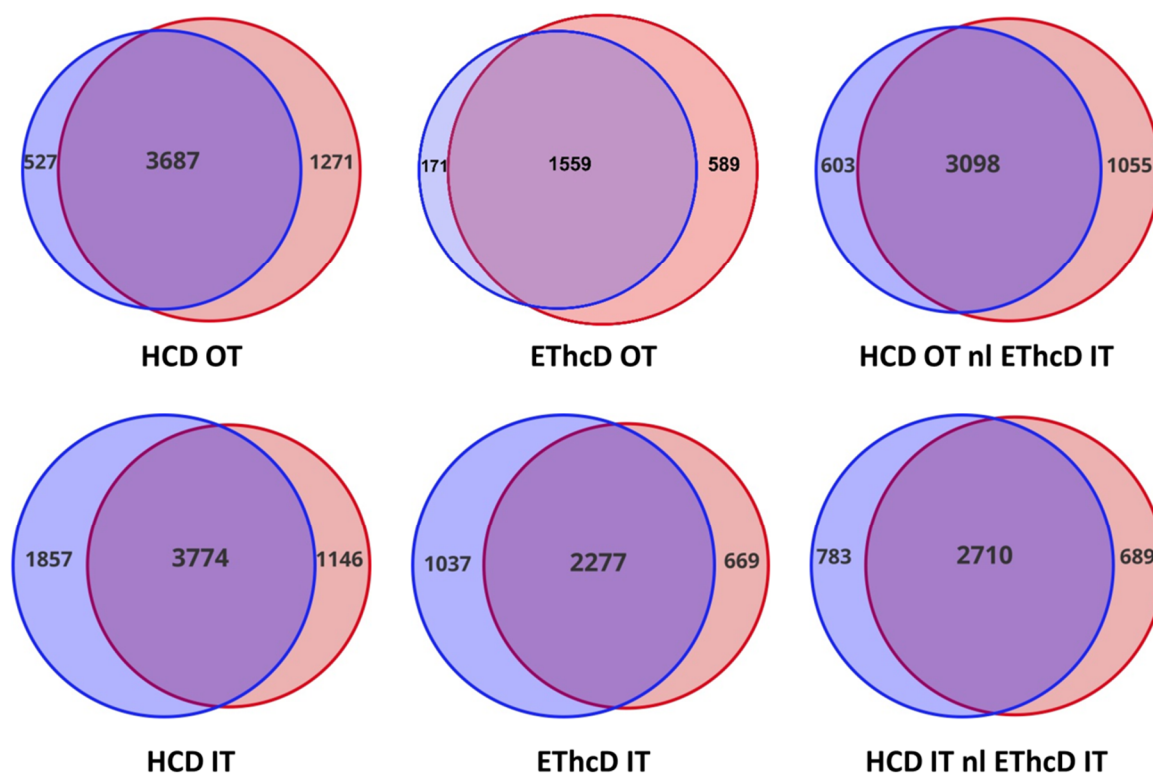 527 3687 1271 171 1559 589 603 3098 1055
HCD OT EThcD OT HCD OT nl EThcD IT
1857 3774 1146 1037 2277 669 783 2710 689
HCD IT EThcD IT HCD IT nl EThcD IT